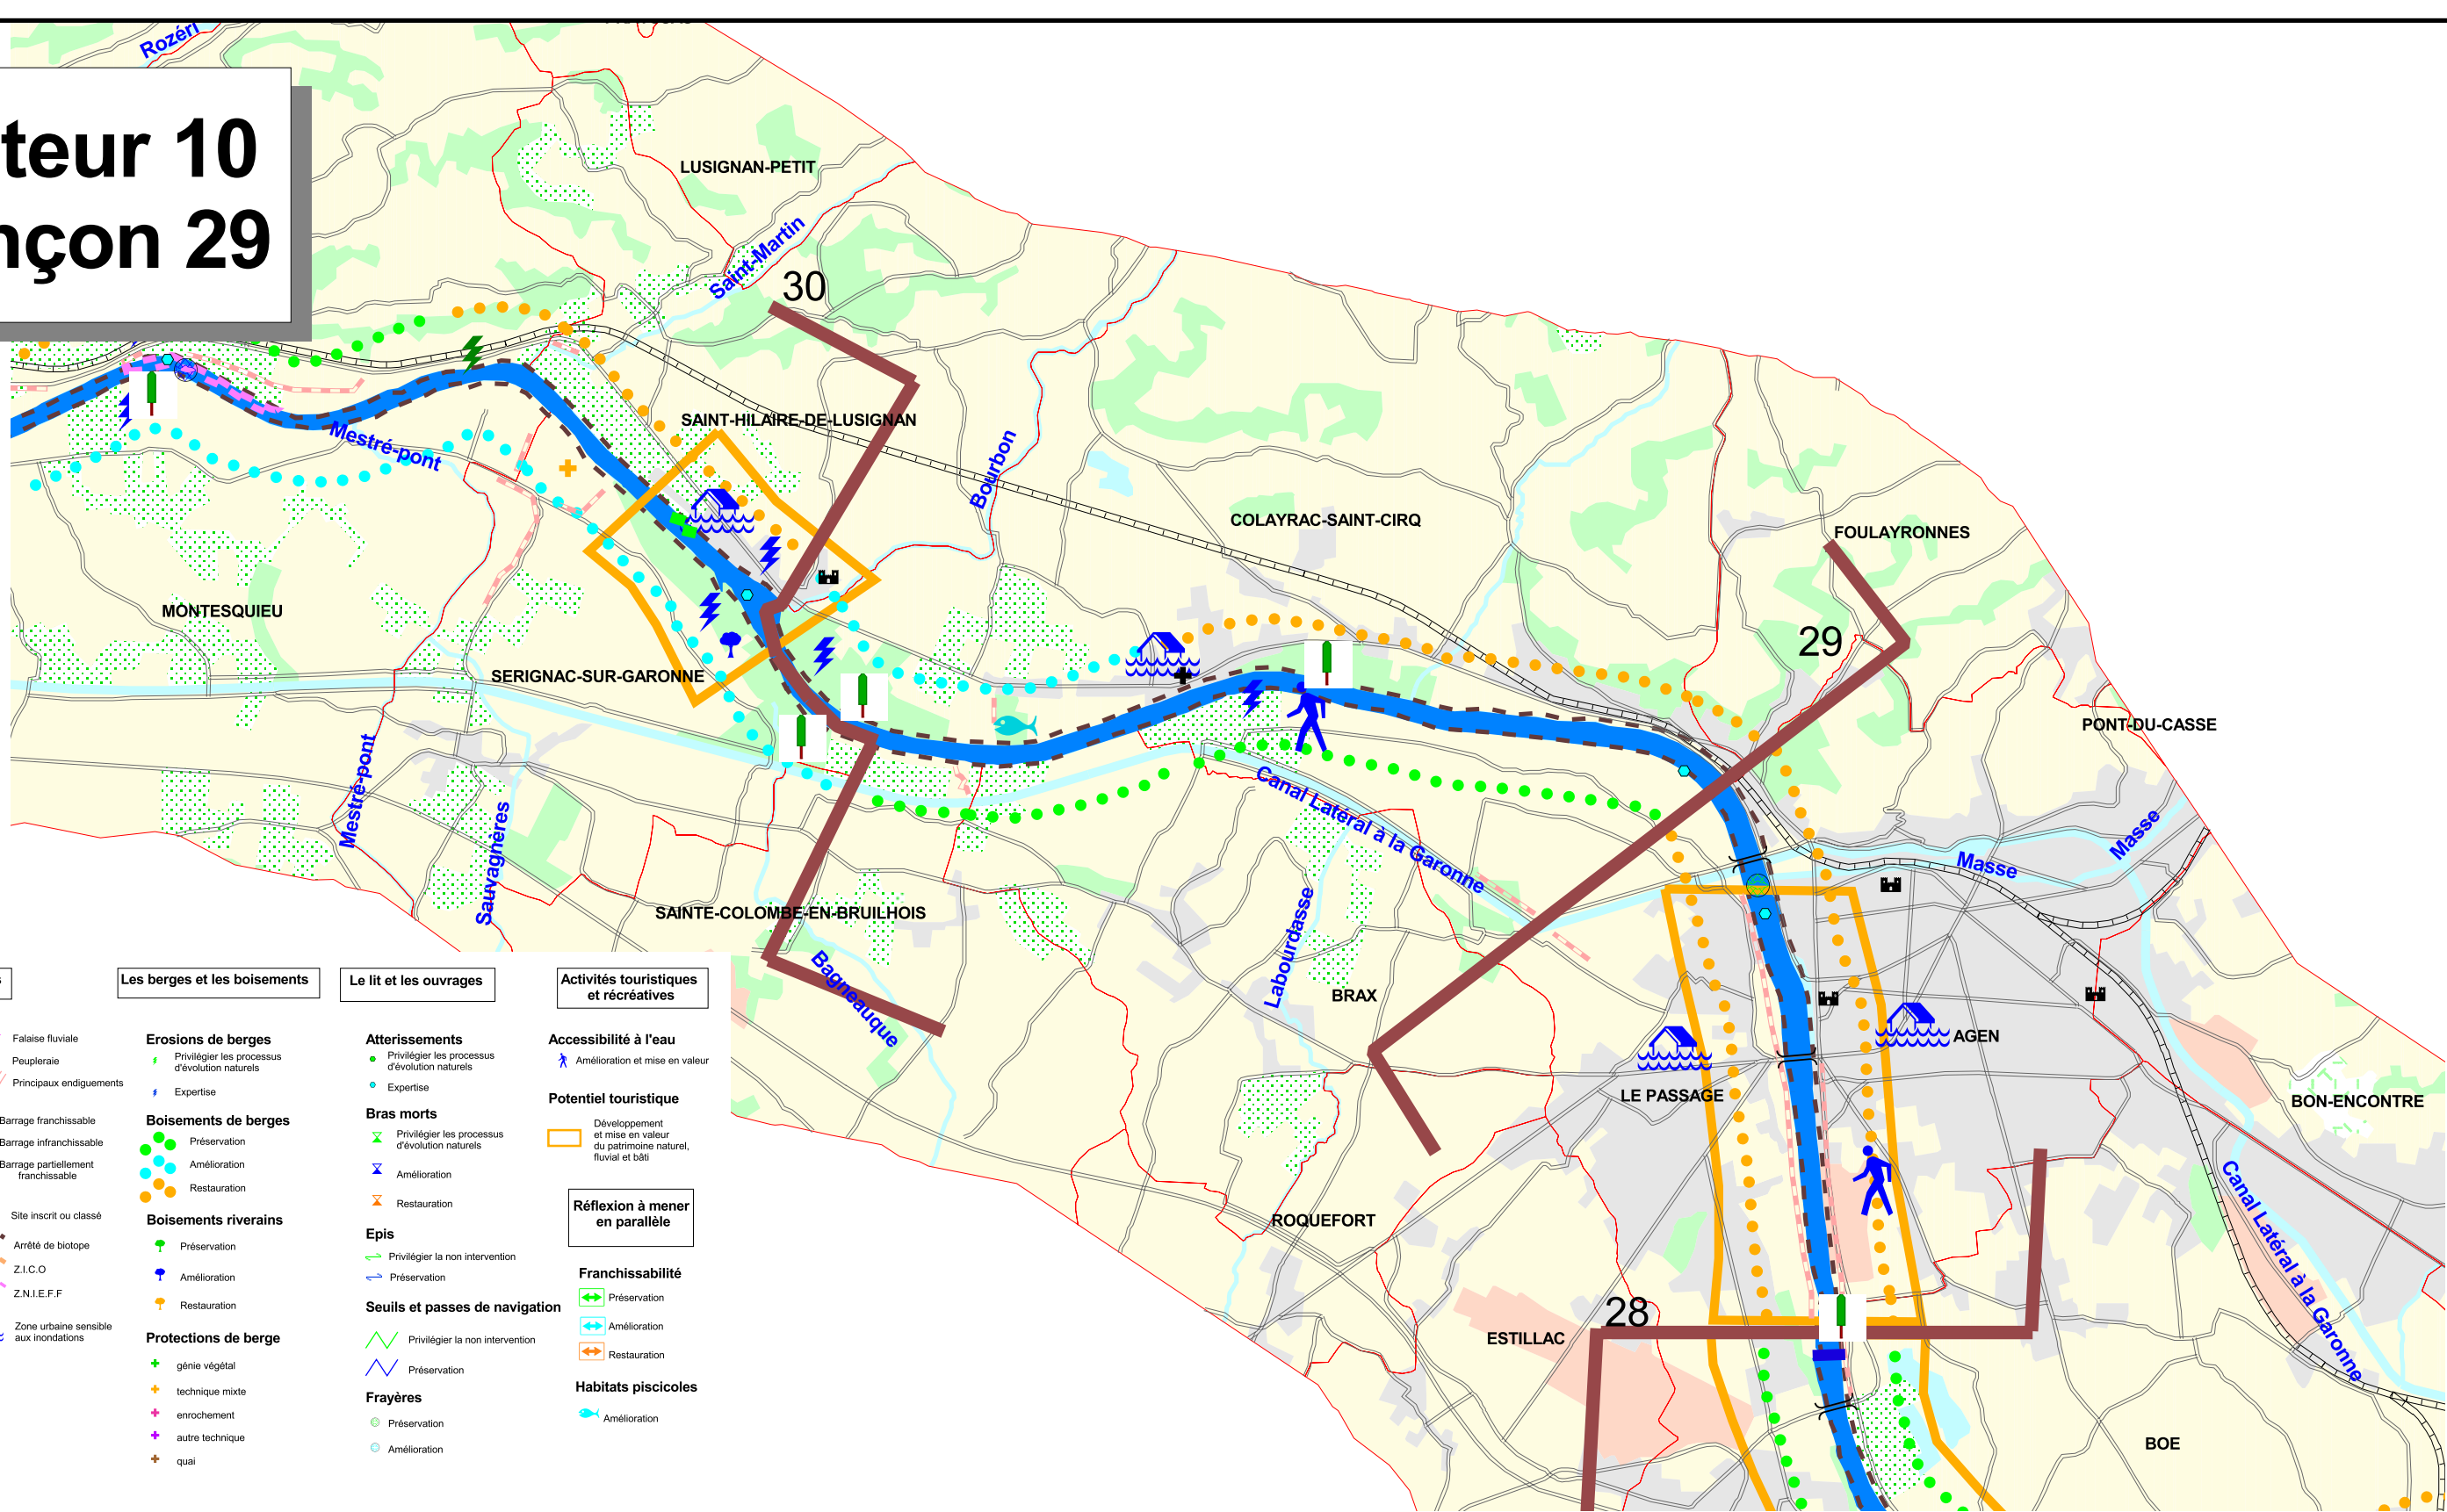 Rozéri
teur 10
nçon 29
LUSIGNAN-PETIT
Saint-Martin
30
SAINT-HILAIRE-DE-LUSIGNAN
Mestré-pont
Bourbon
COLAYRAC-SAINT-CIRQ
FOULAYRONNES
MONTESQUIEU
29
SERIGNAC-SUR-GARONNE
PONT-DU-CASSE
Mestré-pont
Sauvagnères
Canal Latéral à la Garonne
Masse
Masse
SAINTE-COLOMBE-EN-BRUILHOIS
Bagneauque
Labourdasse
BRAX
AGEN
LE PASSAGE
BON-ENCONTRE
ROQUEFORT
Canal Latéral à la Garonne
28
ESTILLAC
BOE
Falaise fluviale
Peupleraie
Principaux endiguements
Barrage franchissable
Barrage infranchissable
Barrage partiellement
franchissable
Site inscrit ou classé
Arrêté de biotope
Z.I.C.O
Z.N.I.E.F.F
Zone urbaine sensible
aux inondations
Les berges et les boisements
Erosions de berges
Privilégier les processus
d'évolution naturels
Expertise
Boisements de berges
Préservation
Amélioration
Restauration
Boisements riverains
Préservation
Amélioration
Restauration
Protections de berge
génie végétal
technique mixte
enrochement
autre technique
quai
Le lit et les ouvrages
Atterissements
Privilégier les processus
d'évolution naturels
Expertise
Bras morts
Privilégier les processus
d'évolution naturels
Amélioration
Restauration
Epis
Privilégier la non intervention
Préservation
Seuils et passes de navigation
Privilégier la non intervention
Préservation
Frayères
Préservation
Amélioration
Activités touristiques
et récréatives
Accessibilité à l'eau
Amélioration et mise en valeur
Potentiel touristique
Développement
et mise en valeur
du patrimoine naturel,
fluvial et bâti
Réflexion à mener
en parallèle
Franchissabilité
Préservation
Amélioration
Restauration
Habitats piscicoles
Amélioration